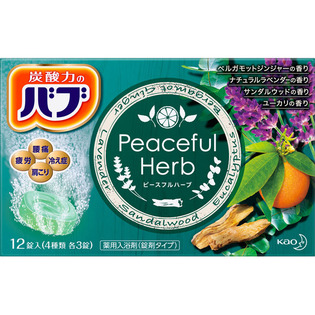 炭酸力の
バブ
ベルガモットジンジャーの香り
ナチュラルラベンダーの香り
サンダルウッドの香り
ユーカリの香り
腰痛
疲労
冷え症
肩こり
Bergamot Ginger
Lavender
Eucalyptus
Sandalwood
Peaceful
Herb
ピースフルハーブ
12錠入(4種類 各3錠)
薬用入浴剤(錠剤タイプ)
Kao